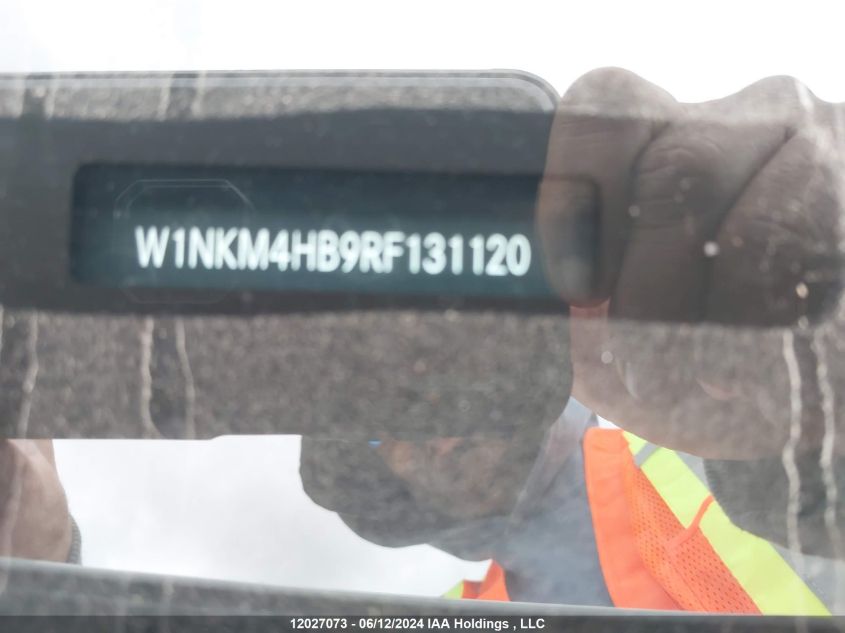 W1NKM4HB9RF131120
12027073 - 06/12/2024 IAA Holdings , LLC